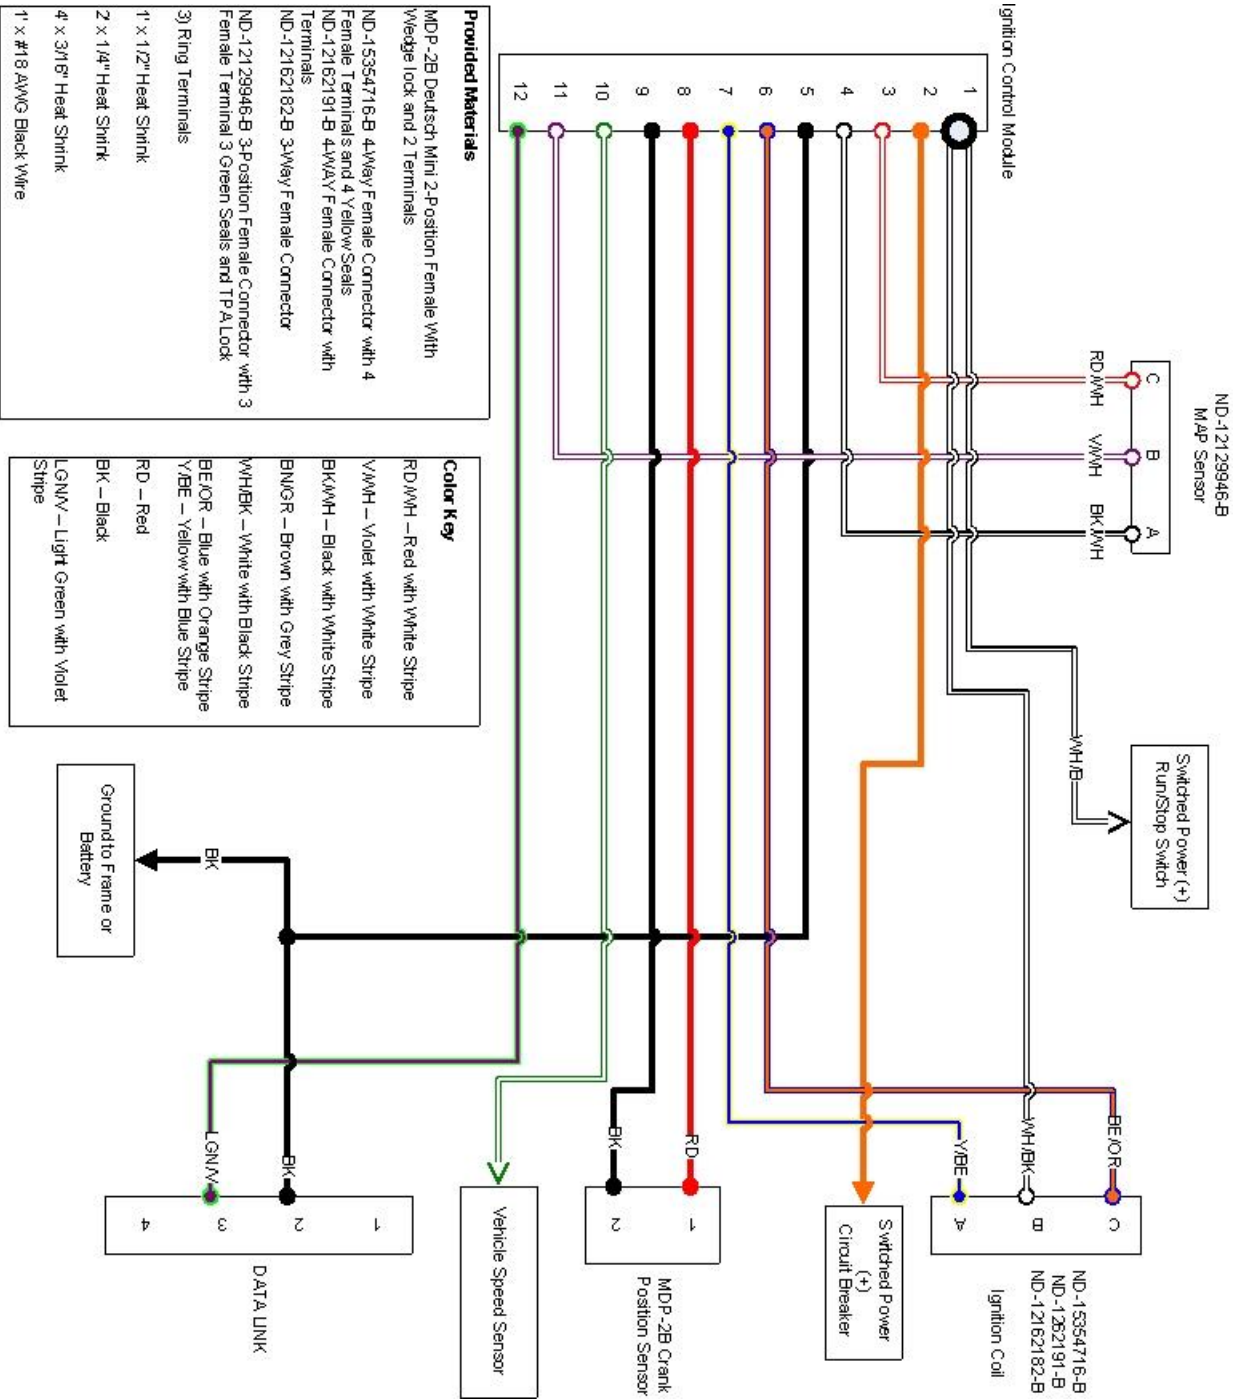 Ignition Control Module
1
2
3
4
5
6
7
8
9
10
11
12
ND-12129946-B
MAP Sensor
C
B
A
RD/WH
V/WH
BK/WH
Switched Power (+)
Run/Stop Switch
WH/B
ND-15354716-B
ND-1262191-B
ND-12162182-B
Ignition Coil
C
B
A
BE/OR
WH/BK
Y/BE
Switched Power
(+)
Circuit Breaker
MDP-2B Crank
Position Sensor
1
2
RD
BK
Vehicle Speed Sensor
DATA LINK
1
2
3
4
BK
LGN/V
Ground to Frame or
Battery
BK
Provided Materials
MDP-2B Deutsch Mini 2-Position Female With
Wedge lock and 2 Terminals
ND-15354716-B 4-Way Female Connector with 4
Female Terminals and 4 Yellow Seals
ND-12162191-B 4-WAY Female Connector with
Terminals
ND-12162182-B 3-Way Female Connector
ND-12129946-B 3-Position Female Connector with 3
Female Terminal 3 Green Seals and TPA Lock
3) Ring Terminals
1' x 1/2" Heat Shrink
2' x 1/4" Heat Shrink
4' x 3/16" Heat Shrink
1' x #18 AWG Black Wire
Color Key
RD/WH – Red with White Stripe
V/WH – Violet with White Stripe
BK/WH – Black with White Stripe
BN/GR – Brown with Grey Stripe
WH/BK – White with Black Stripe
BE/OR – Blue with Orange Stripe
Y/BE – Yellow with Blue Stripe
RD – Red
BK – Black
LGN/V – Light Green with Violet
Stripe